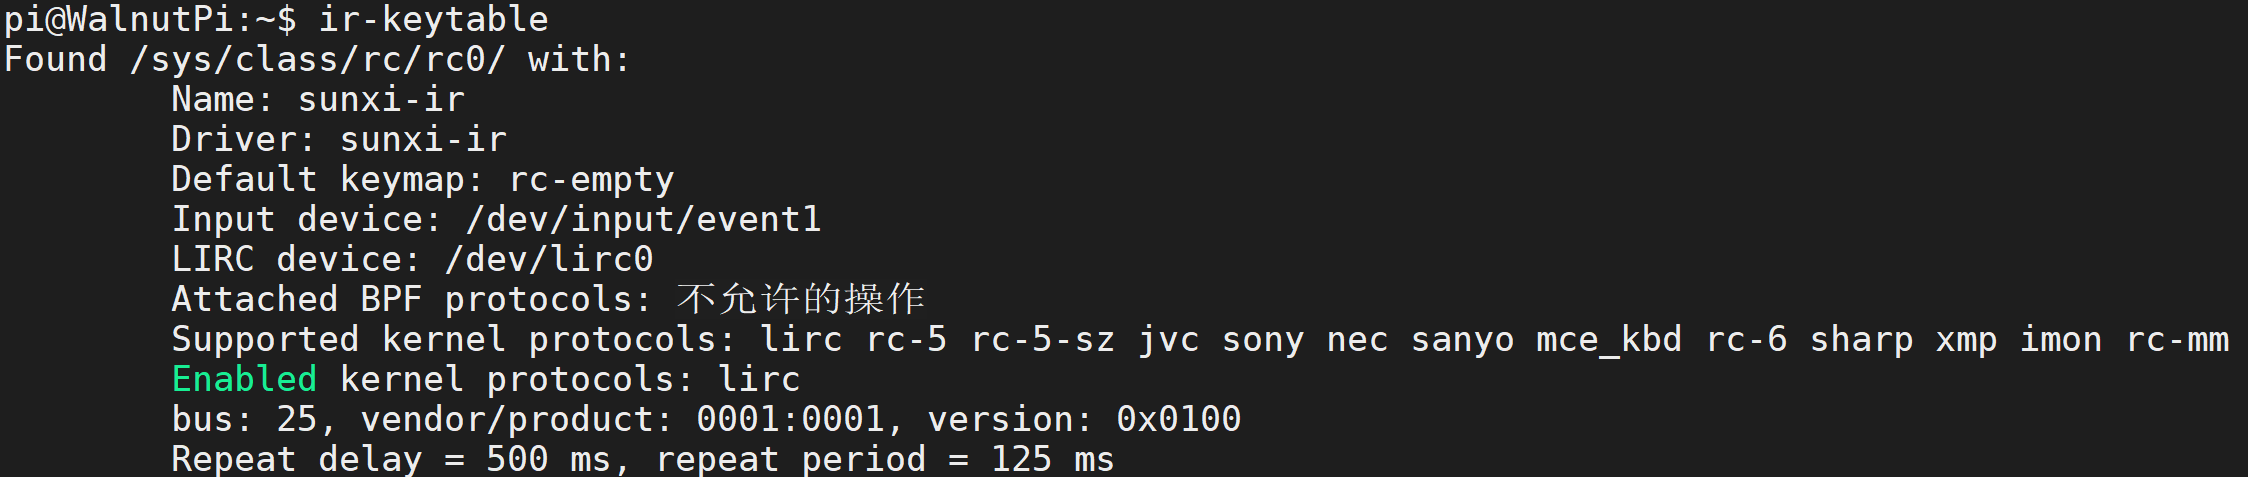 pi@WalnutPi:~$ ir-keytable
Found /sys/class/rc/rc0/ with:
Name: sunxi-ir
Driver: sunxi-ir
Default keymap: rc-empty
Input device: /dev/input/event1
LIRC device: /dev/lirc0
Attached BPF protocols: 不允许的操作
Supported kernel protocols: lirc rc-5 rc-5-sz jvc sony nec sanyo mce_kbd rc-6 sharp xmp imon rc-mm
Enabled kernel protocols: lirc
bus: 25, vendor/product: 0001:0001, version: 0x0100
Repeat delay = 500 ms, repeat period = 125 ms